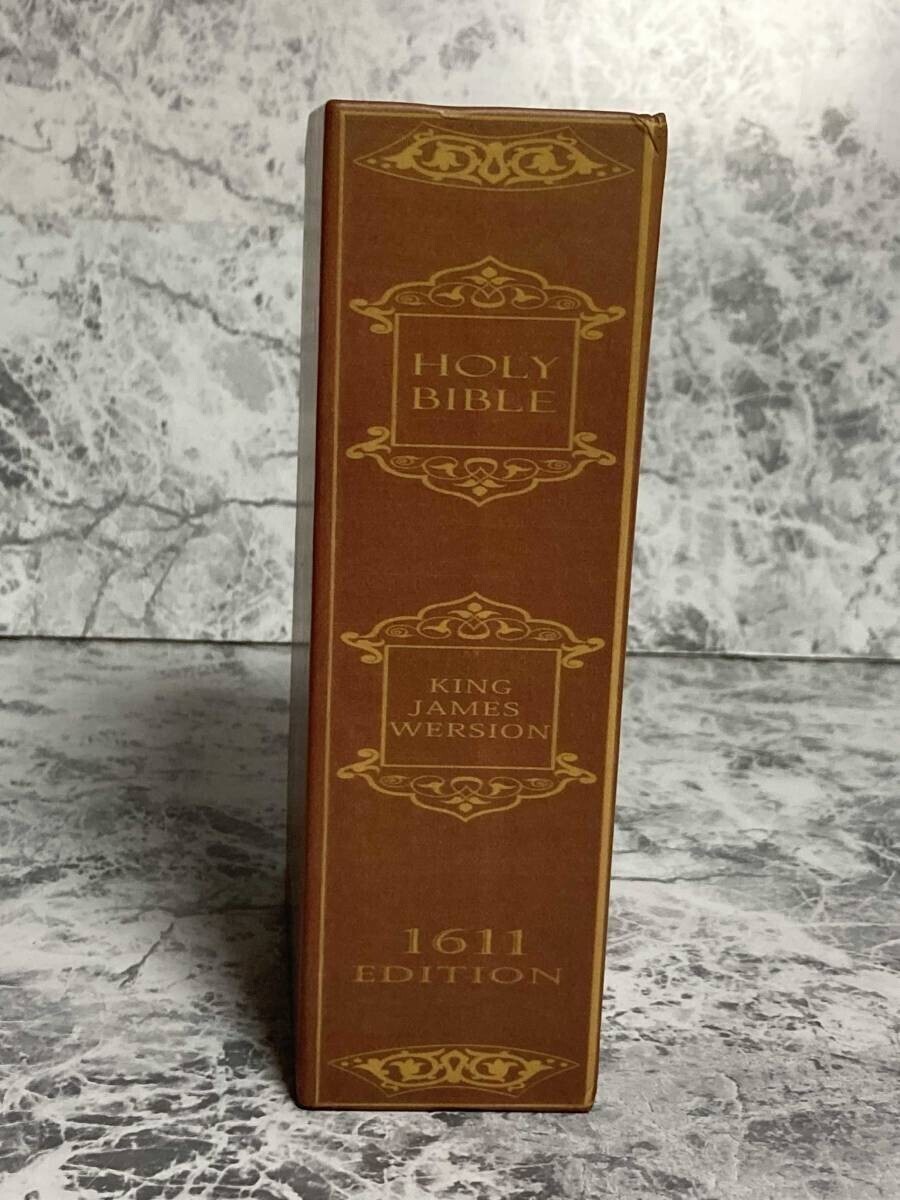 HOLY
BIBLE
KING
JAMES
WERSION
1611
EDITION